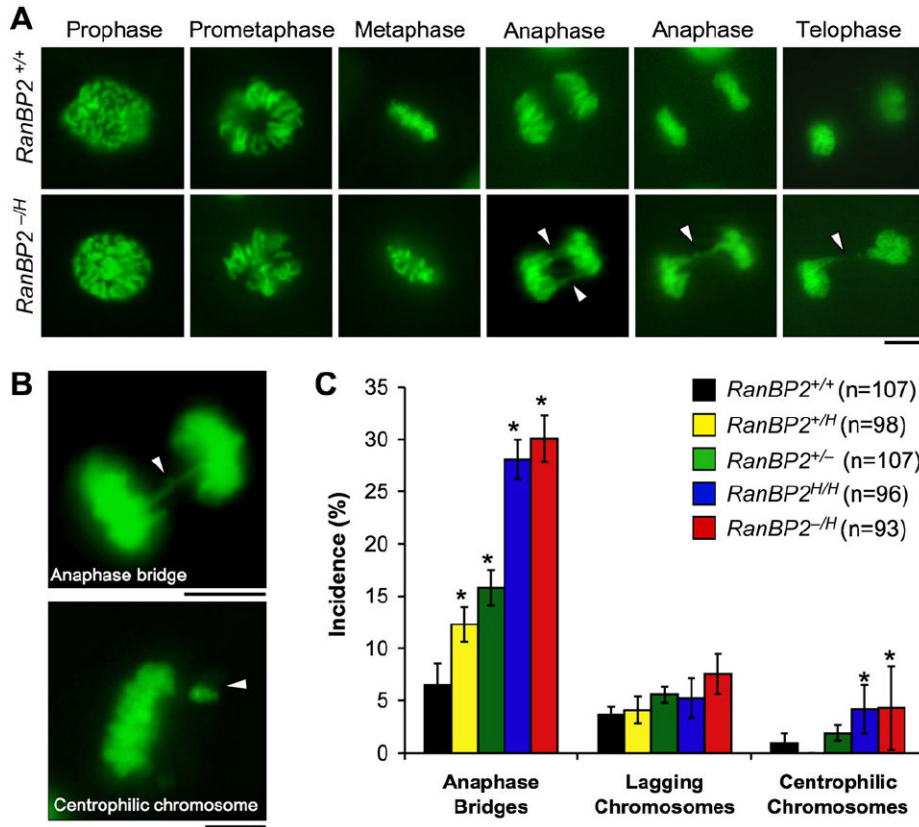 A
Prophase Prometaphase Metaphase Anaphase Anaphase Telophase
RanBP2 +/+
RanBP2 –/H
B
Anaphase bridge
Centrophilic chromosome
C
35
30
25
20
15
10
5
0
Incidence (%)
* * * *
* *
RanBP2+/+ (n=107)
RanBP2+/H (n=98)
RanBP2+/– (n=107)
RanBP2H/H (n=96)
RanBP2–/H (n=93)
Anaphase Bridges
Lagging Chromosomes
Centrophilic Chromosomes